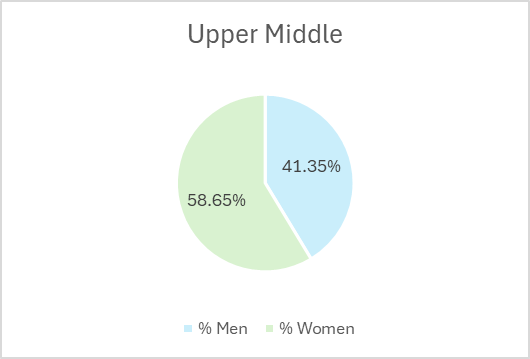 Upper Middle
41.35%
58.65%
% Men % Women